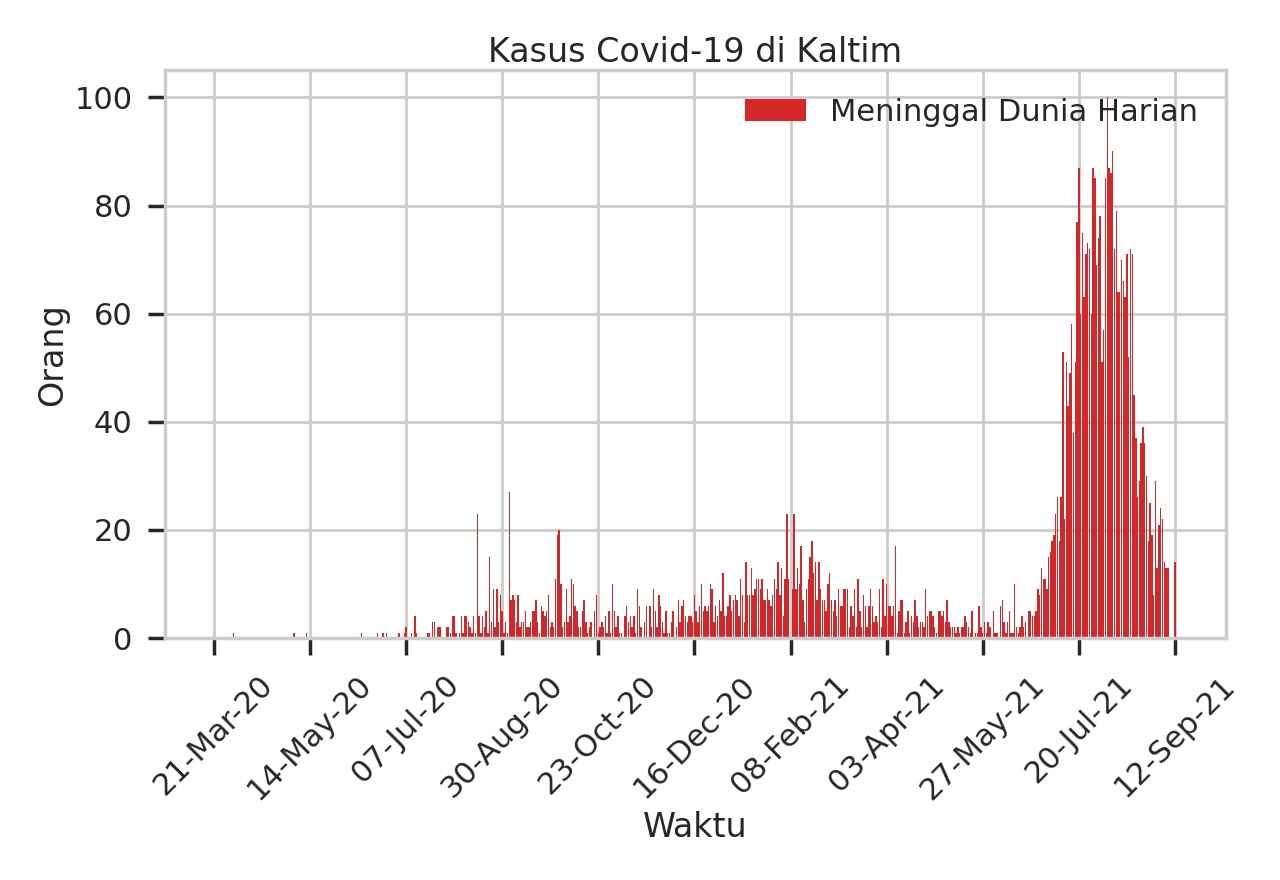 Kasus Covid-19 di Kaltim
Meninggal Dunia Harian
Orang
100
80
60
40
20
0
21-Mar-20
14-May-20
07-Jul-20
30-Aug-20
23-Oct-20
16-Dec-20
08-Feb-21
03-Apr-21
27-May-21
20-Jul-21
12-Sep-21
Waktu